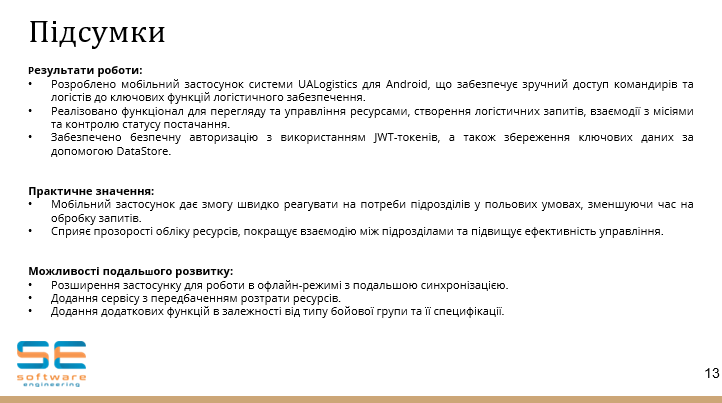 Підсумки
Результати роботи:
• Розроблено мобільний застосунок системи UALogistics для Android, що забезпечує зручний доступ командирів та
логістів до ключових функцій логістичного забезпечення.
• Реалізовано функціонал для перегляду та управління ресурсами, створення логістичних запитів, взаємодії з місіями
та контролю статусу постачання.
• Забезпечено безпечну авторизацію з використанням JWT-токенів, а також збереження ключових даних за
допомогою DataStore.
Практичне значення:
• Мобільний застосунок дає змогу швидко реагувати на потреби підрозділів у польових умовах, зменшуючи час на
обробку запитів.
• Сприяє прозорості обліку ресурсів, покращує взаємодію між підрозділами та підвищує ефективність управління.
Можливості подальшого розвитку:
• Розширення застосунку для роботи в офлайн-режимі з подальшою синхронізацією.
• Додання сервісу з передбаченням розтрати ресурсів.
• Додання додаткових функцій в залежності від типу бойової групи та її специфікації.
SE
software
engineering
13